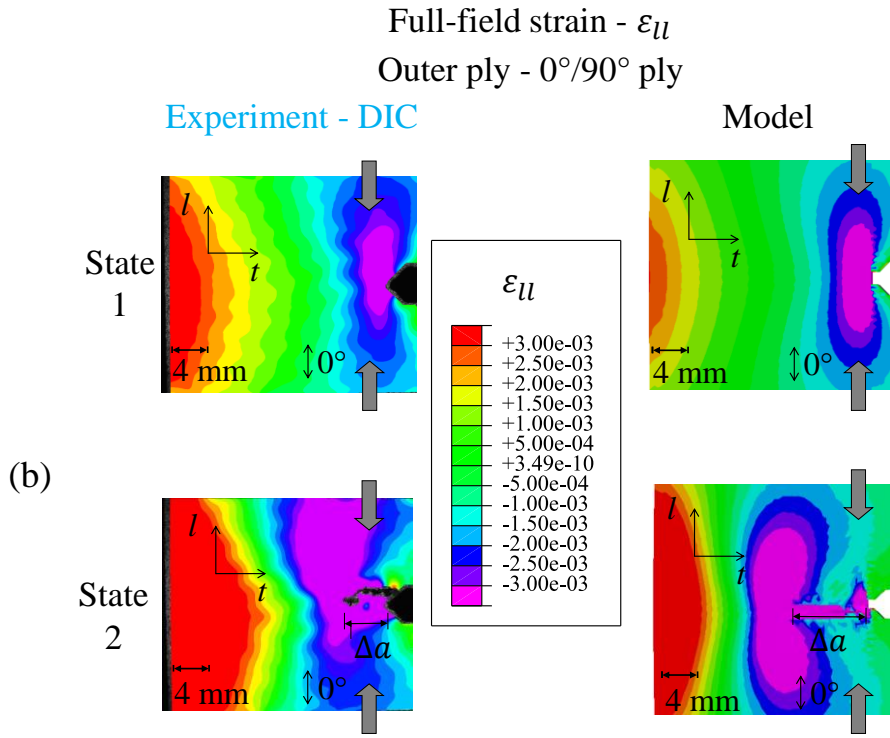 Full-field strain - εₗₗ
Outer ply - 0°/90° ply
Experiment - DIC
Model
State
1
l
t
4 mm
0°
l
t
4 mm
0°
εₗₗ
+3.00e-03
+2.50e-03
+2.00e-03
+1.50e-03
+1.00e-03
+5.00e-04
+3.49e-10
-5.00e-04
-1.00e-03
-1.50e-03
-2.00e-03
-2.50e-03
-3.00e-03
(b)
State
2
l
t
Δa
4 mm
0°
l
t
Δa
4 mm
0°